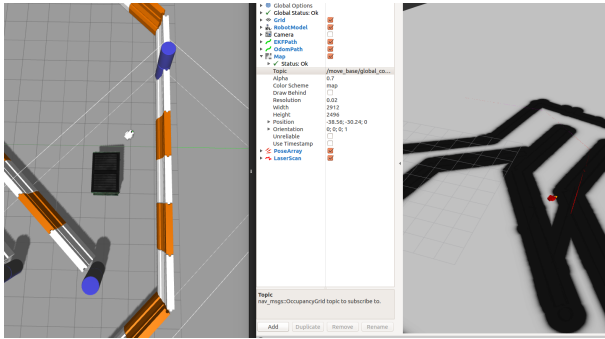 Global Options
Global Status: Ok
Grid
RobotModel
Camera
EKFPath
OdomPath
Map
Status: Ok
Topic /move_base/global_co...
Alpha 0.7
Color Scheme map
Draw Behind
Resolution 0.02
Width 2912
Height 2496
Position -38.56; -30.24; 0
Orientation 0; 0; 0; 1
Unreliable
Use Timestamp
PoseArray
LaserScan
Topic
nav_msgs::OccupancyGrid topic to subscribe to.
Add Duplicate Remove Rename